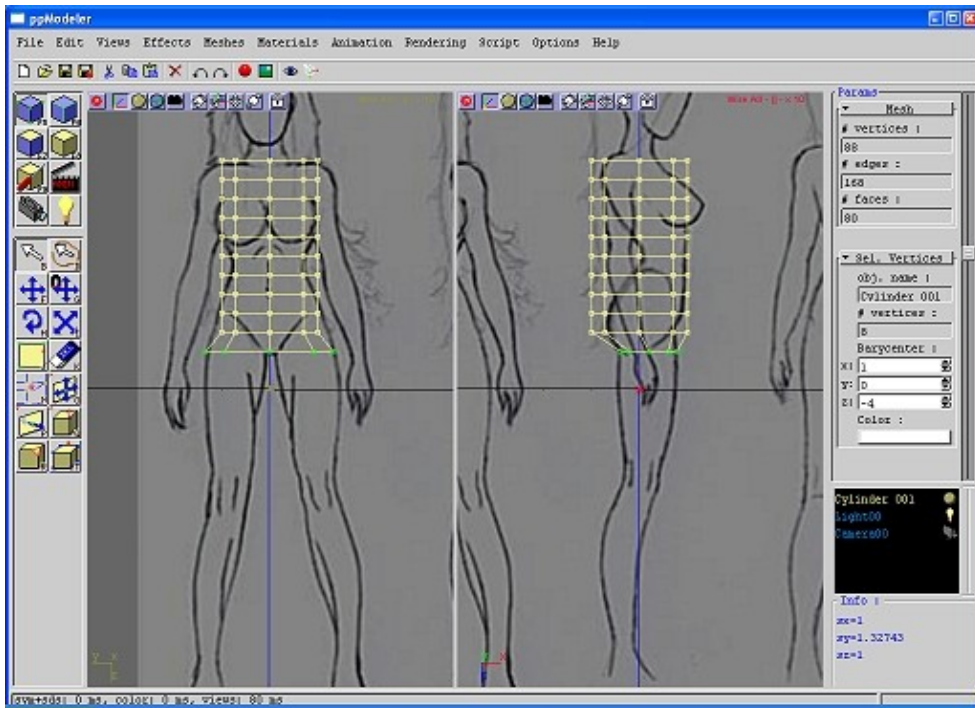 ppModeler
File Edit Views Effects Meshes Materials Animation Rendering Script Options Help
Params
Mesh
# vertices :
88
# edges :
168
# faces :
80
Sel. Vertices
obj. name :
Cylinder 001
# vertices :
8
Barycenter :
X: 1
Y: 0
Z: -4
Color :
Cylinder 001
Light00
Camera00
Info :
sx=1
sy=1.32743
sz=1
sym+sds: 0 ms, color: 0 ms, views: 80 ms